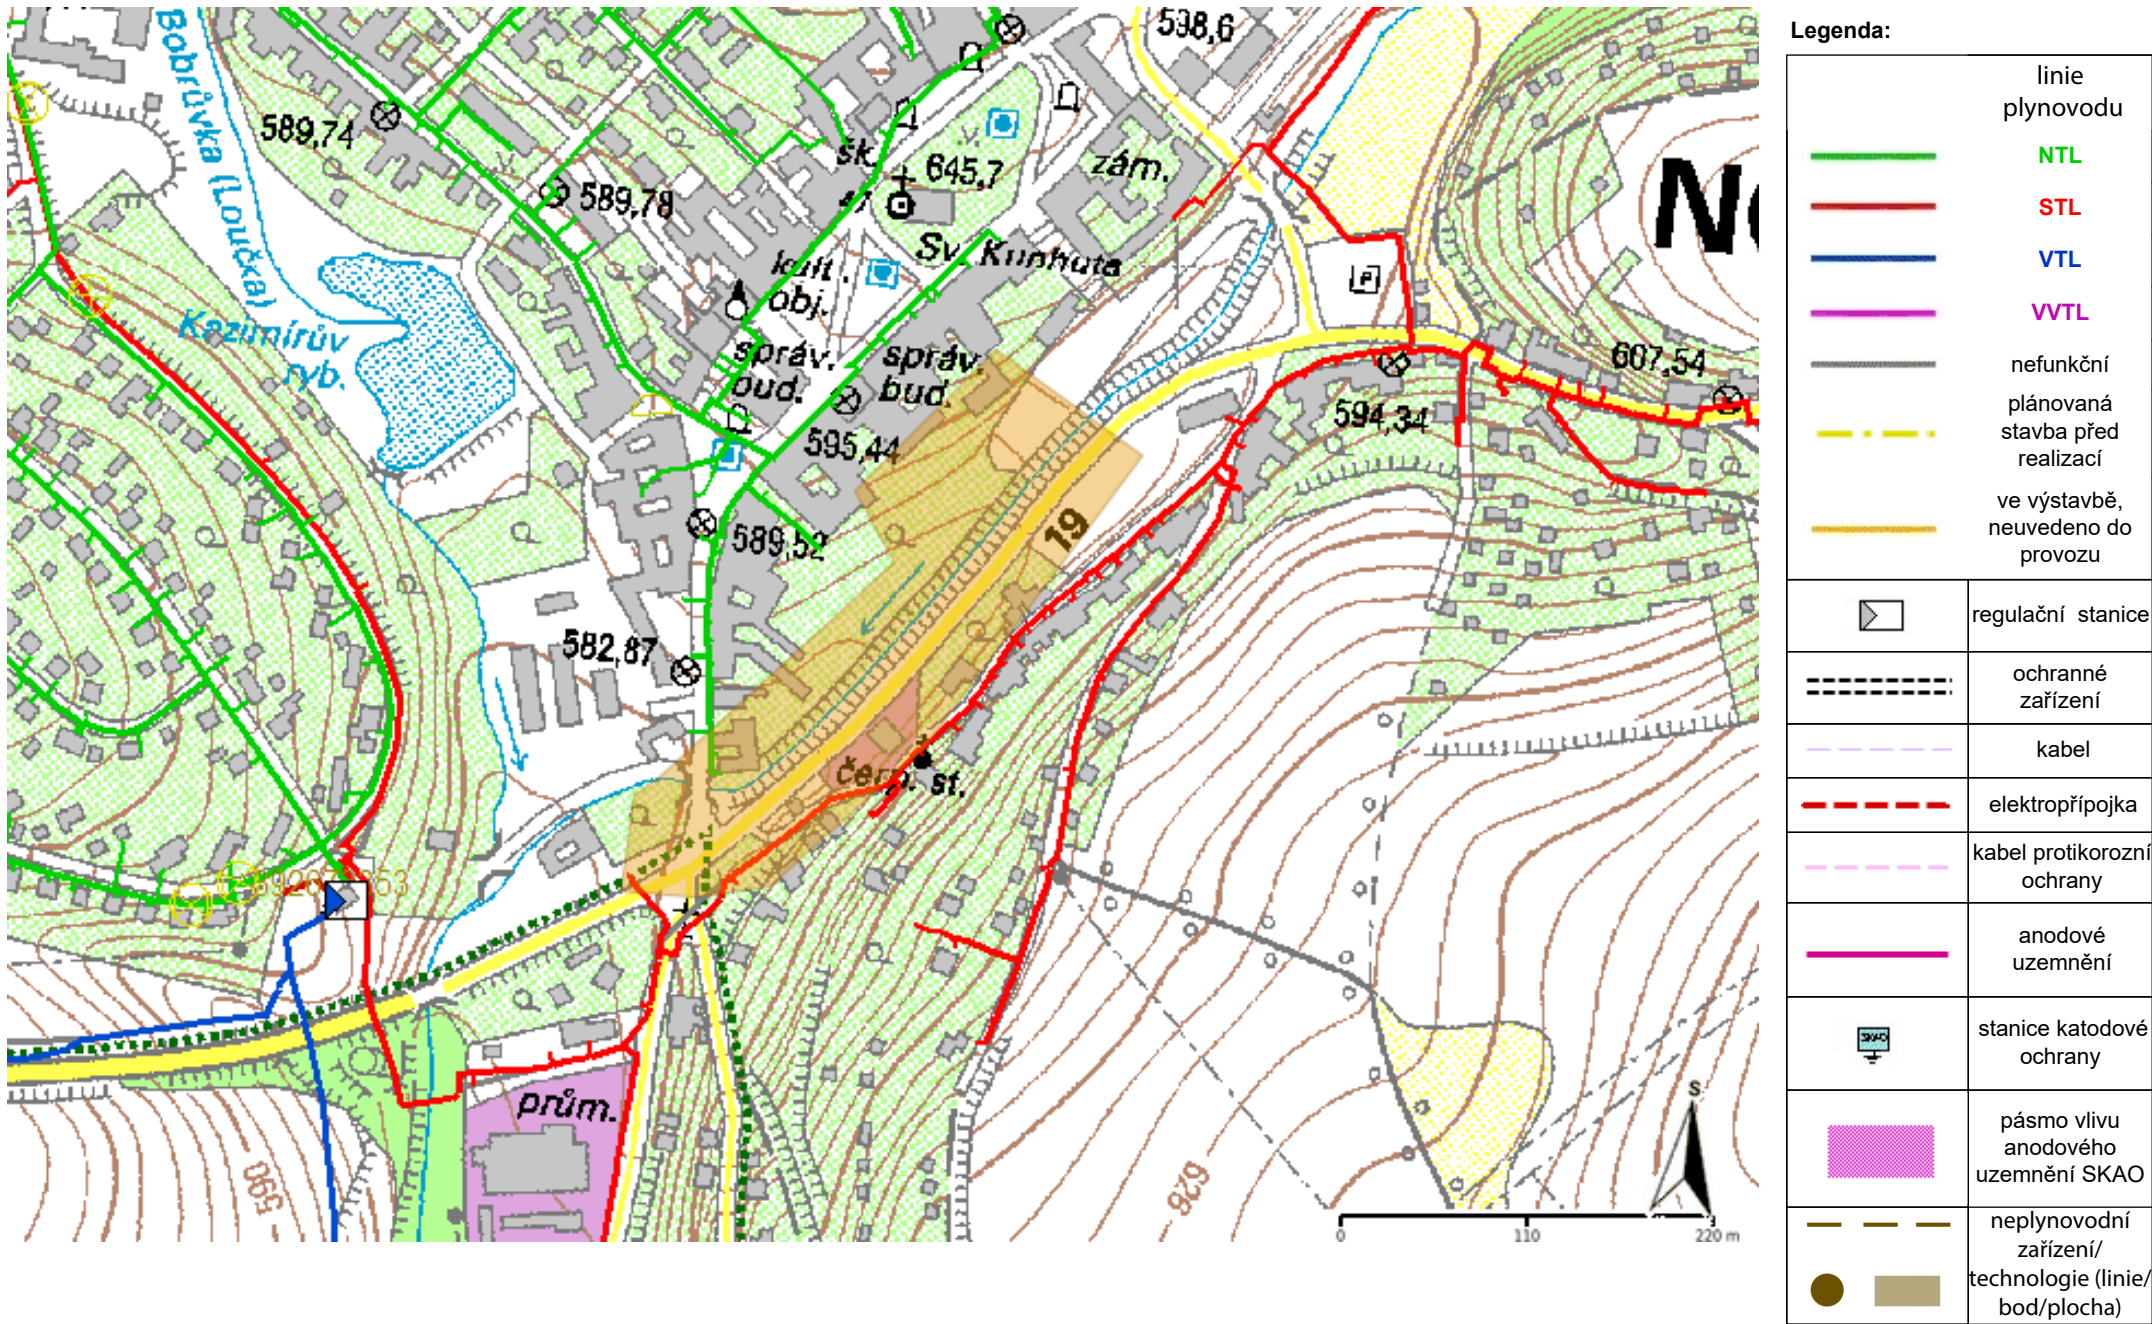 598,6
Bobrůvka (Loučka)
589,74
šk.
645,7
zám.
589,78
47
Sv. Kunhuta
kult.
obj.
Kazimírův
ryb.
správ.
bud.
správ.
bud.
607,54
594,34
595,44
19
589,52
582,87
čerp. st.
prům.
590
628
S
0
110
220 m
Legenda:
linie
plynovodu
NTL
STL
VTL
VVTL
nefunkční
plánovaná
stavba před
realizací
ve výstavbě,
neuvedeno do
provozu
regulační stanice
ochranné
zařízení
kabel
elektropřípojka
kabel protikorozní
ochrany
anodové
uzemnění
SKAO
stanice katodové
ochrany
pásmo vlivu
anodového
uzemnění SKAO
neplynovodní
zařízení/
technologie (linie/
bod/plocha)